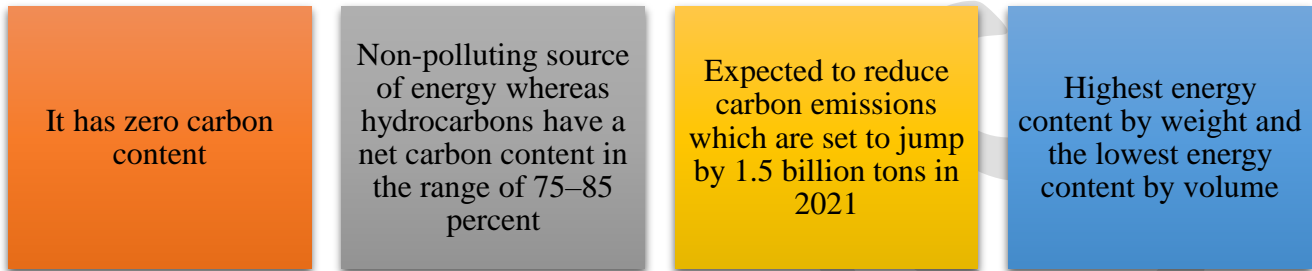 It has zero carbon
content
Non-polluting source
of energy whereas
hydrocarbons have a
net carbon content in
the range of 75–85
percent
Expected to reduce
carbon emissions
which are set to jump
by 1.5 billion tons in
2021
Highest energy
content by weight and
the lowest energy
content by volume